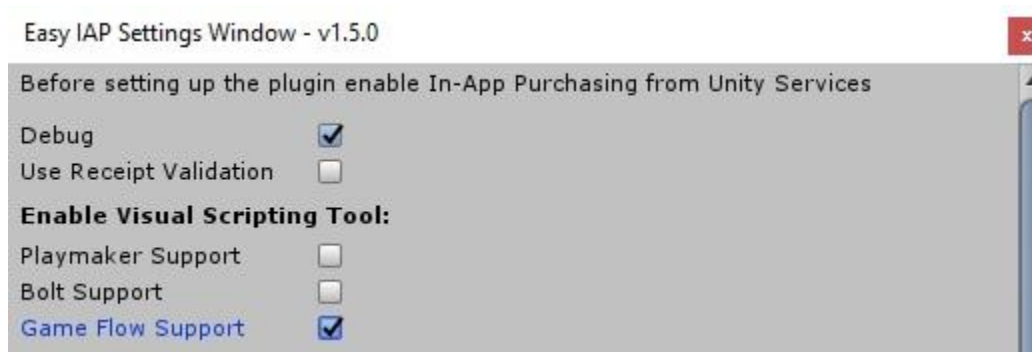 Easy IAP Settings Window - v1.5.0
x
Before setting up the plugin enable In-App Purchasing from Unity Services
Debug
Use Receipt Validation
Enable Visual Scripting Tool:
Playmaker Support
Bolt Support
Game Flow Support